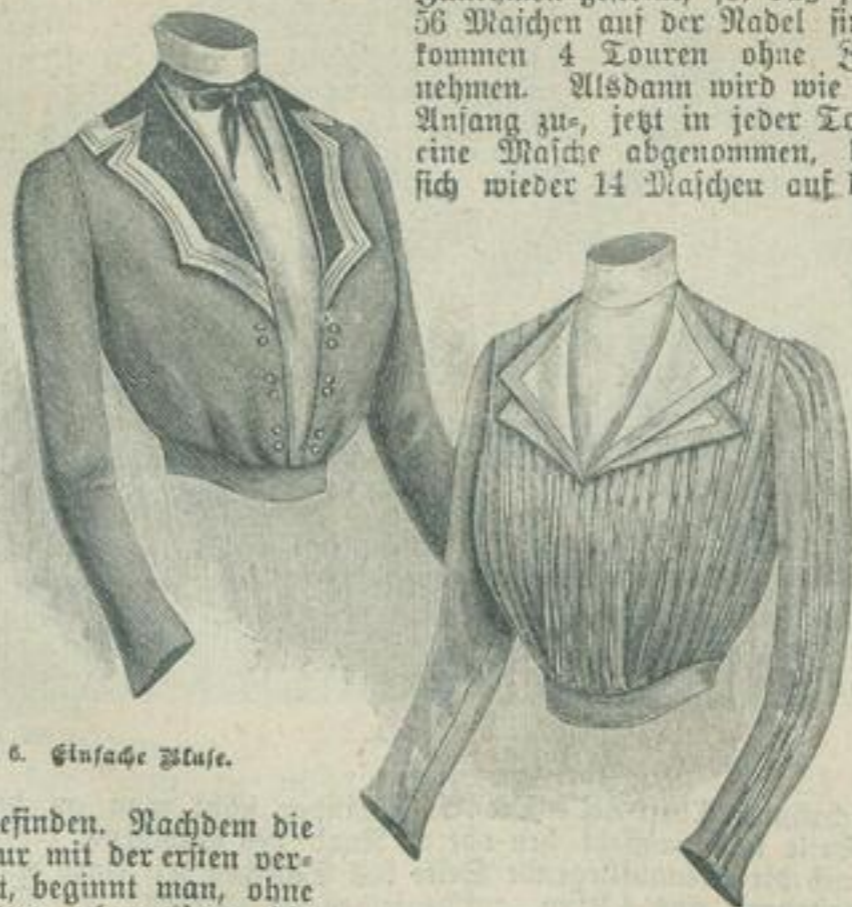 56 Maschen auf der Nadel
kommen 4 Touren ohne
nehmen. Alsdann wird wie
Anfang zu-, jetzt in jeder
eine Masche abgenommen,
sich wieder 14 Maschen auf
6. Einfache Bluse.
efinden. Nachdem die
ur mit der ersten ver-
t, beginnt man, ohne